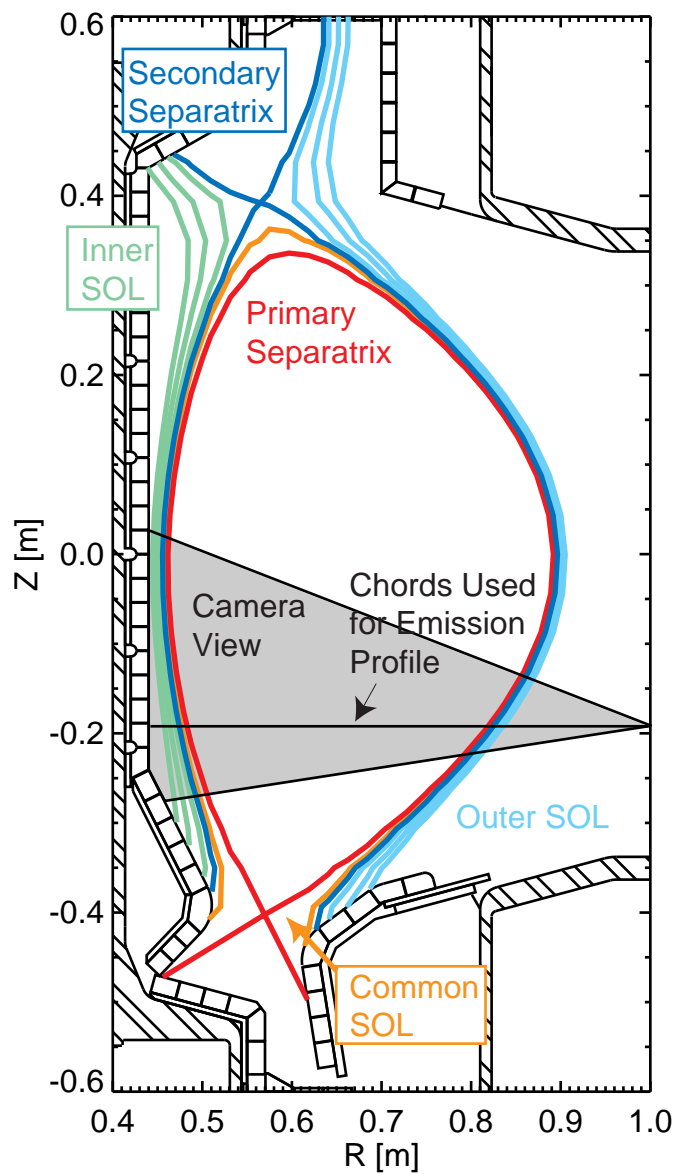 0.6
Secondary
Separatrix
0.4
Inner
SOL
Primary
Separatrix
0.2
Z [m]
0.0
Camera
View
Chords Used
for Emission
Profile
-0.2
Outer SOL
-0.4
Common
SOL
-0.6
0.4 0.5 0.6 0.7 0.8 0.9 1.0
R [m]